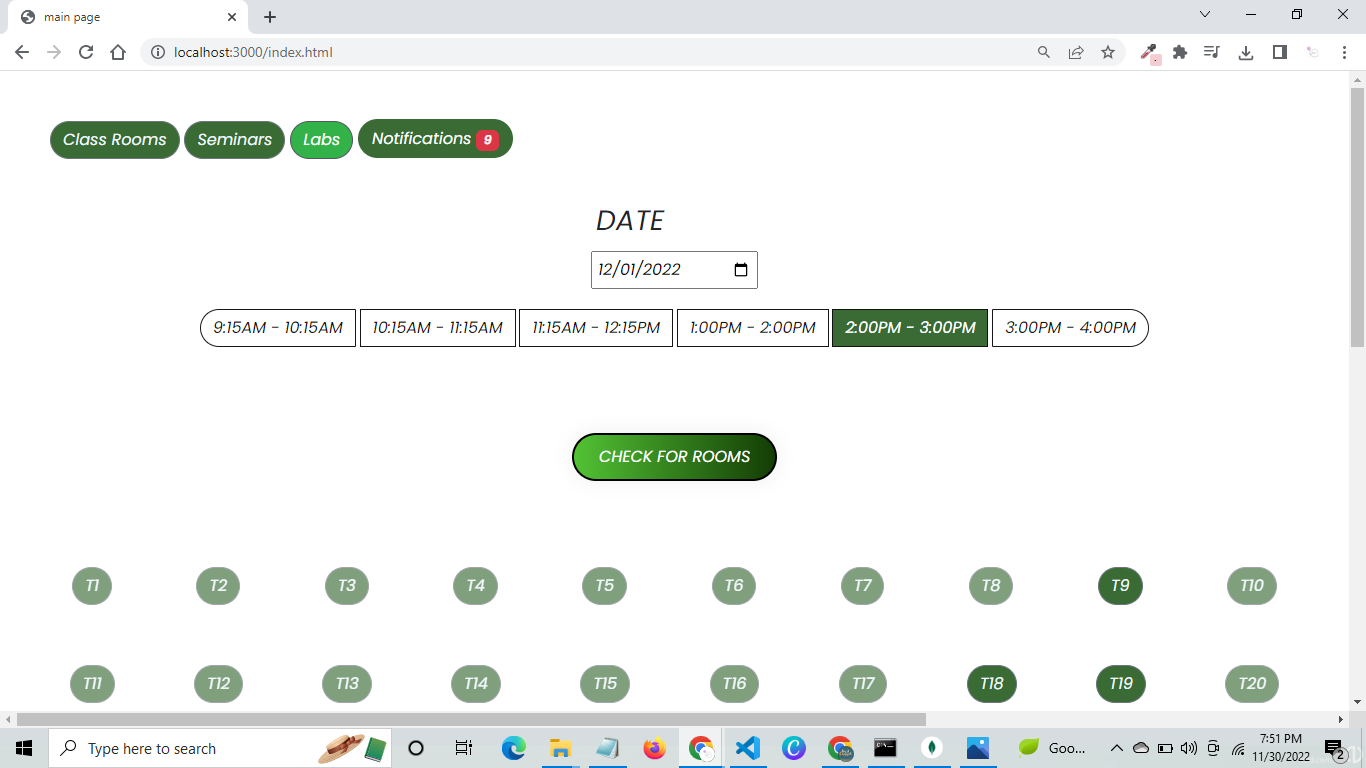 main page
localhost:3000/index.html
Class Rooms Seminars Labs Notifications 9
DATE
12/01/2022
9:15AM - 10:15AM 10:15AM - 11:15AM 11:15AM - 12:15PM 1:00PM - 2:00PM 2:00PM - 3:00PM 3:00PM - 4:00PM
CHECK FOR ROOMS
T1 T2 T3 T4 T5 T6 T7 T8 T9 T10
T11 T12 T13 T14 T15 T16 T17 T18 T19 T20
Type here to search Goo... 7:51 PM
11/30/2022 2